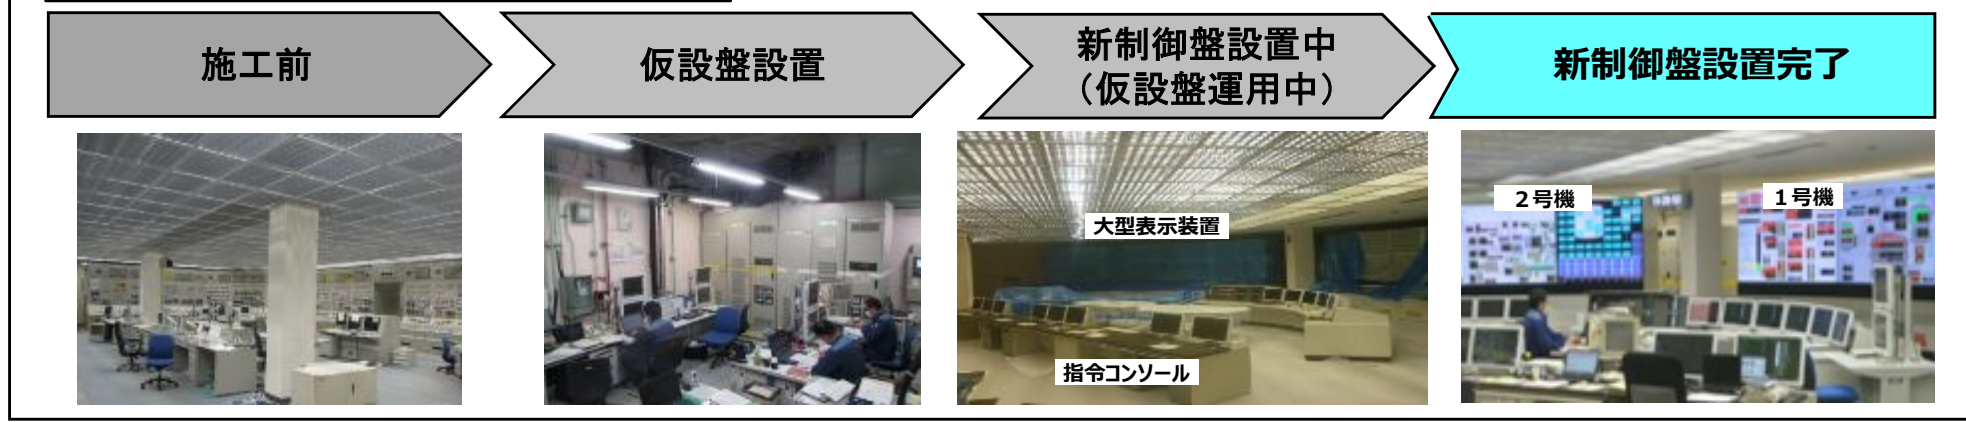 施工前
仮設盤設置
新制御盤設置中
（仮設盤運用中）
新制御盤設置完了
大型表示装置
指令コンソール
２号機
１号機